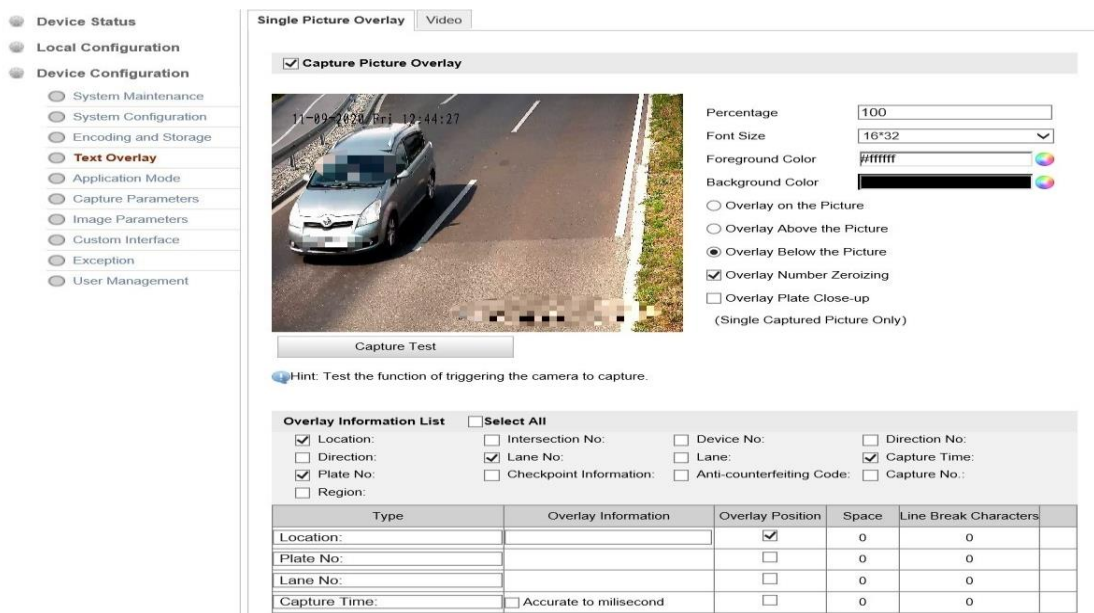 Device Status
Local Configuration
Device Configuration
System Maintenance
System Configuration
Encoding and Storage
Text Overlay
Application Mode
Capture Parameters
Image Parameters
Custom Interface
Exception
User Management
Single Picture Overlay Video
Capture Picture Overlay
11-09-2020 Fri 12:44:27
Percentage 100
Font Size 16*32
Foreground Color #ffffff
Background Color
Overlay on the Picture
Overlay Above the Picture
Overlay Below the Picture
Overlay Number Zeroizing
Overlay Plate Close-up
(Single Captured Picture Only)
Capture Test
Hint: Test the function of triggering the camera to capture.
Overlay Information List Select All
Location: Intersection No: Device No: Direction No:
Direction: Lane No: Lane: Capture Time:
Plate No: Checkpoint Information: Anti-counterfeiting Code: Capture No.:
Region:
Type Overlay Information Overlay Position Space Line Break Characters
Location: 0 0
Plate No: 0 0
Lane No: 0 0
Capture Time: Accurate to milisecond 0 0